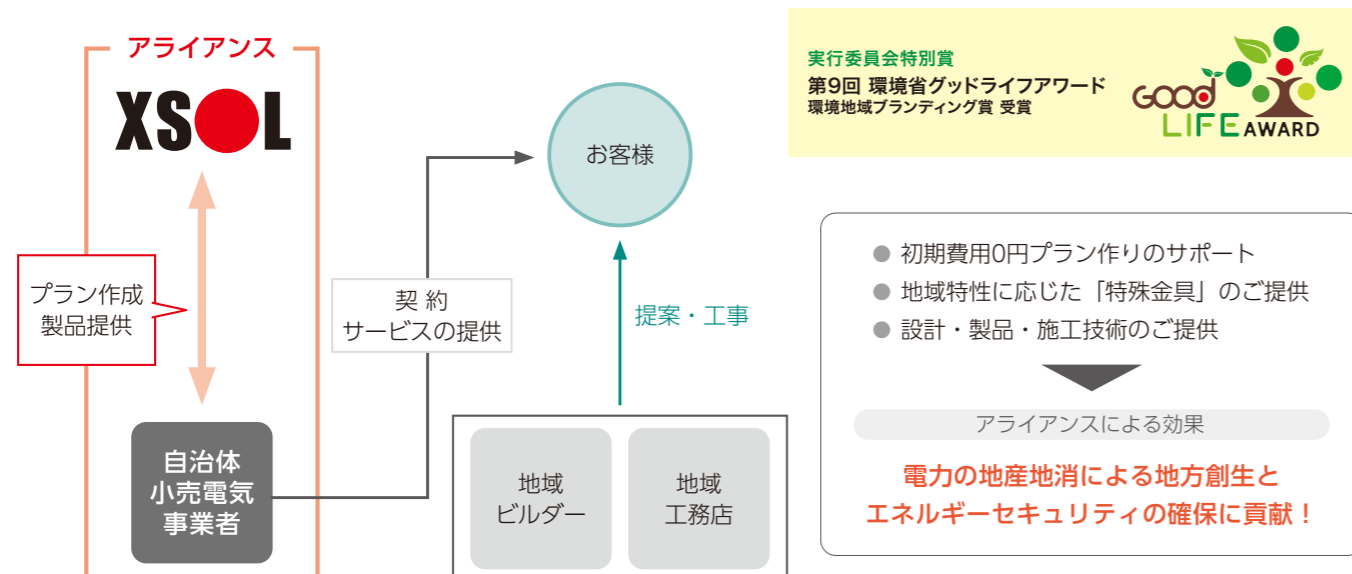 アライアンス
XSOL
プラン作成
製品提供
自治体
小売電気
事業者
契 約
サービスの提供
お客様
提案・工事
地域
ビルダー
地域
工務店
実行委員会特別賞
第9回 環境省グッドライフアワード
環境地域ブランディング賞 受賞
GOOD
LIFE AWARD
● 初期費用0円プラン作りのサポート
● 地域特性に応じた「特殊金具」のご提供
● 設計・製品・施工技術のご提供
アライアンスによる効果
電力の地産地消による地方創生と
エネルギーセキュリティの確保に貢献！